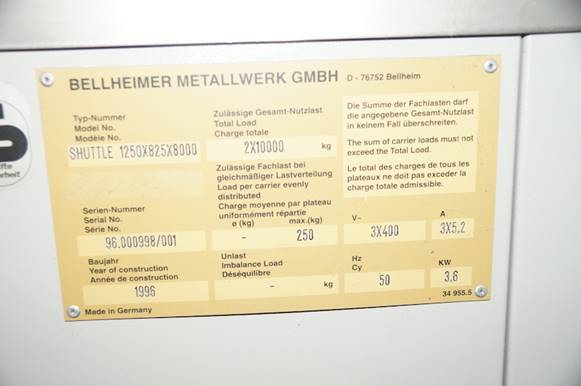 BELLHEIMER METALLWERK GMBH D - 76752 Bellheim
Typ-Nummer
Model No.
Modèle No.
SHUTTLE 1250X825X8000
Zulässige Gesamt-Nutzlast
Total Load
Charge totale
2X10000 kg
Die Summe der Fachlasten darf
die angegebene Gesamt-Nutzlast
in keinem Fall überschreiten.
The sum of carrier loads must not
exceed the Total Load.
Le total des charges de tous les
plateaux ne doit pas exceder la
charge totale admissible.
Zulässige Fachlast bei
gleichmäßiger Lastverteilung
Load per carrier evenly
distributed
Charge moyenne par plateau
uniformément répartie
ø (kg) max.(kg)
- 250
Serien-Nummer
Serial No.
Série No.
96.000998/001
V~
3X400
A
3X5.2
Baujahr
Year of construction
Année de construction
1996
Unlast
Imbalance Load
Déséquilibre
- kg
Hz
Cy
50
KW
3.6
Made in Germany
34 955.5
S